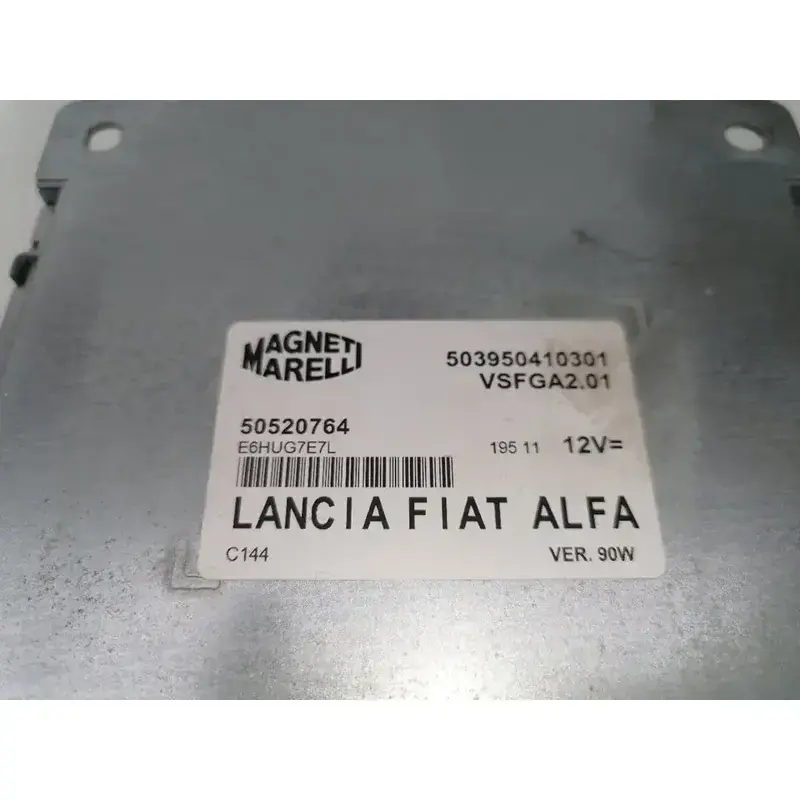 MAGNETI MARELLI
503950410301
VSFGA2.01
50520764
E6HUG7E7L
195 11 12V=
LANCIA FIAT ALFA
C144 VER. 90W